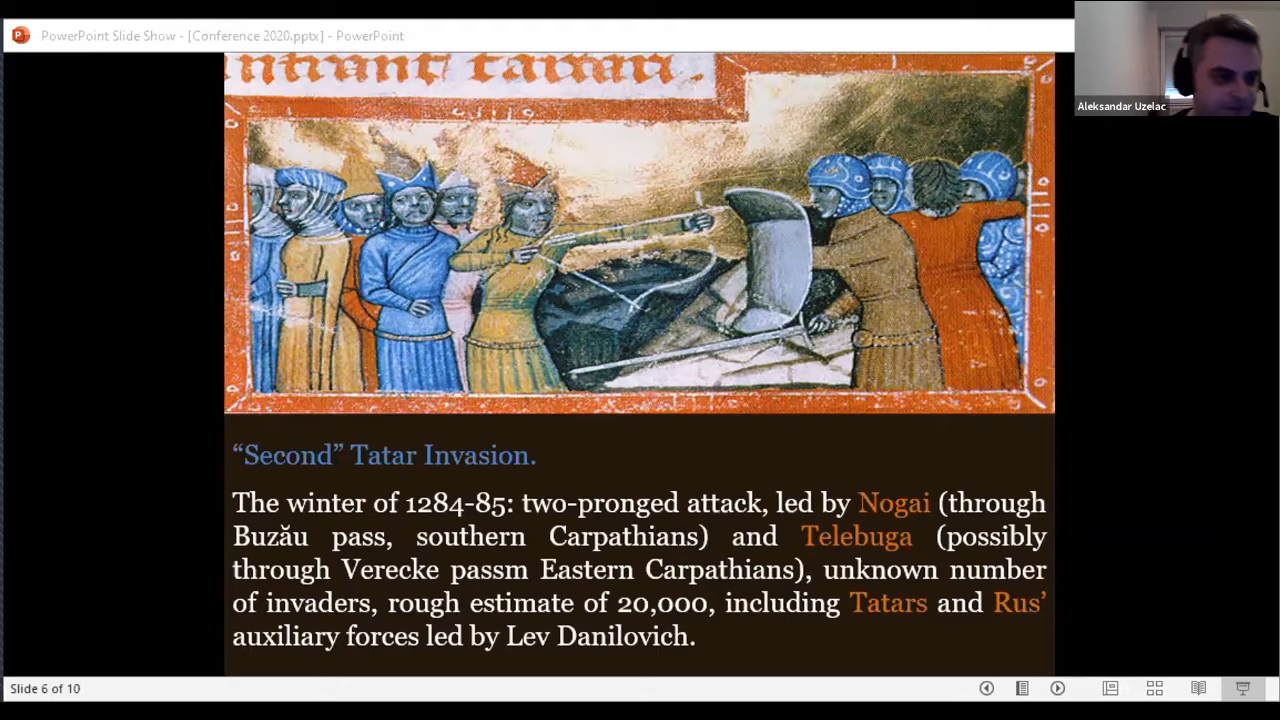 PowerPoint Slide Show - [Conference 2020.pptx] - PowerPoint
Aleksandar Uzelac
intrant tartari.
“Second” Tatar Invasion.
The winter of 1284-85: two-pronged attack, led by Nogai (through
Buzău pass, southern Carpathians) and Telebuga (possibly
through Verecke passm Eastern Carpathians), unknown number
of invaders, rough estimate of 20,000, including Tatars and Rus’
auxiliary forces led by Lev Danilovich.
Slide 6 of 10